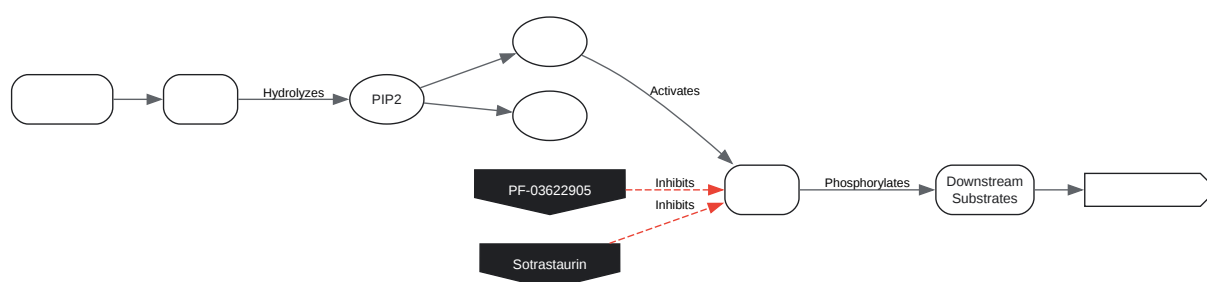 Hydrolyzes
PIP2
Activates
PF-03622905
Inhibits
Phosphorylates
Downstream
Substrates
Inhibits
Sotrastaurin